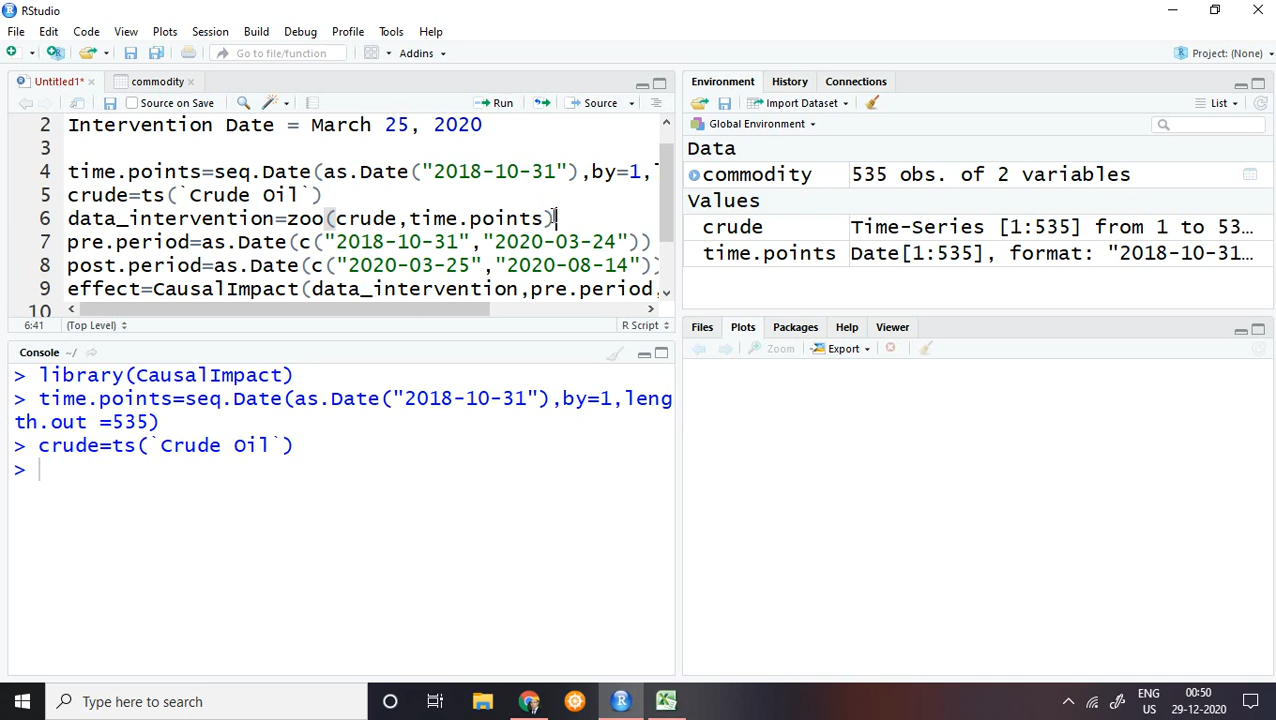 RStudio
File Edit Code View Plots Session Build Debug Profile Tools Help
Go to file/function Addins Project: (None)
Untitled1* commodity
Source on Save Run Source
2 Intervention Date = March 25, 2020
3
4 time.points=seq.Date(as.Date("2018-10-31"),by=1,
5 crude=ts(`Crude Oil`)
6 data_intervention=zoo(crude,time.points)
7 pre.period=as.Date(c("2018-10-31","2020-03-24"))
8 post.period=as.Date(c("2020-03-25","2020-08-14"))
9 effect=CausalImpact(data_intervention,pre.period,
10
6:41 (Top Level) R Script
Console ~/
> library(CausalImpact)
> time.points=seq.Date(as.Date("2018-10-31"),by=1,leng
th.out =535)
> crude=ts(`Crude Oil`)
>
Environment History Connections
Import Dataset List
Global Environment
Data
commodity 535 obs. of 2 variables
Values
crude Time-Series [1:535] from 1 to 53...
time.points Date[1:535], format: "2018-10-31...
Files Plots Packages Help Viewer
Zoom Export
Type here to search
ENG
US
00:50
29-12-2020